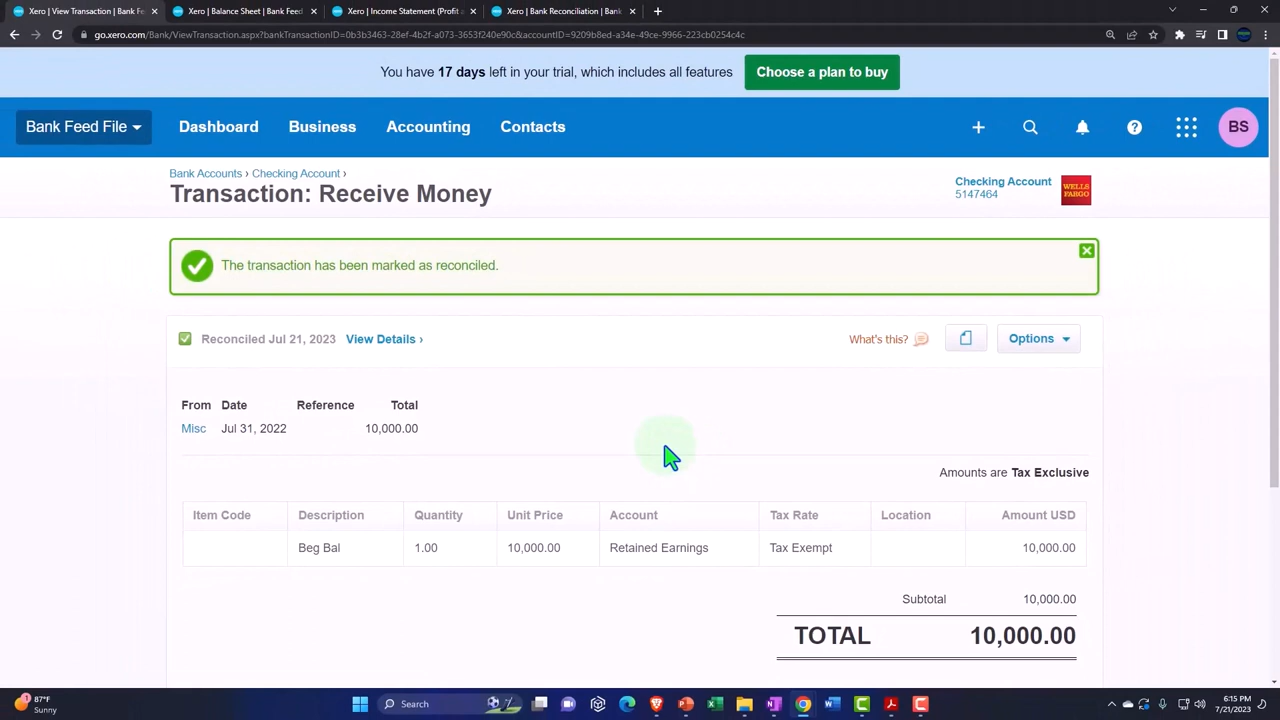 Xero | Transaction | Bank Fe
Xero | Balance Sheet | Bank Feed
Xero | Income Statement (Profit a
Xero | Bank Reconciliation | Bank
go.xero.com/Bank/ViewTransaction.aspx?bankTransactionID=0b3b3463-28ef-4b2f-a073-3653f240e90c&accountID=9209b8ed-a34e-49ce-9966-223cb0254c4c
You have 17 days left in your trial, which includes all features
Choose a plan to buy
Bank Feed File
Dashboard
Business
Accounting
Contacts
BS
Bank Accounts › Checking Account ›
Transaction: Receive Money
Checking Account
5147464
WELLS
FARGO
The transaction has been marked as reconciled.
Reconciled Jul 21, 2023 View Details ›
What's this?
Options
From Date Reference Total
Misc Jul 31, 2022 10,000.00
Amounts are Tax Exclusive
Item Code Description Quantity Unit Price Account Tax Rate Location Amount USD
Beg Bal 1.00 10,000.00 Retained Earnings Tax Exempt 10,000.00
Subtotal 10,000.00
TOTAL 10,000.00
87°F
Sunny
Search
6:15 PM
7/21/2023